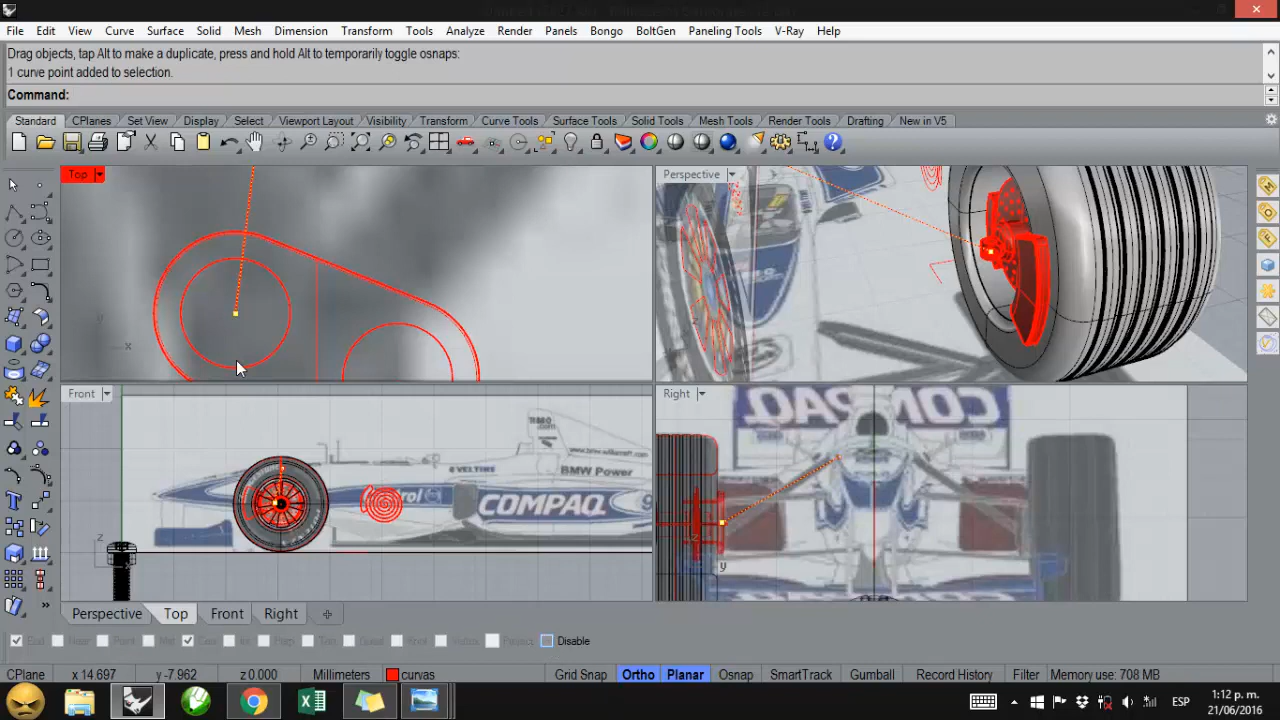 File Edit View Curve Surface Solid Mesh Dimension Transform Tools Analyze Render Panels Bongo BoltGen Paneling Tools V-Ray Help
Drag objects, tap Alt to make a duplicate, press and hold Alt to temporarily toggle osnaps:
1 curve point added to selection.
Command:
Standard CPlanes Set View Display Select Viewport Layout Visibility Transform Curve Tools Surface Tools Solid Tools Mesh Tools Render Tools Drafting New in V5
Top
Perspective
x
Front
Right
EVELTINS
www.bmw.williamsf1.com
BMW Power
COMPAQ
z
y
Perspective Top Front Right +
Disable
CPlane x 14.697 y -7.962 z 0.000 Millimeters curvas Grid Snap Ortho Planar Osnap SmartTrack Gumball Record History Filter Memory use: 708 MB
ESP
1:12 p. m.
21/06/2016